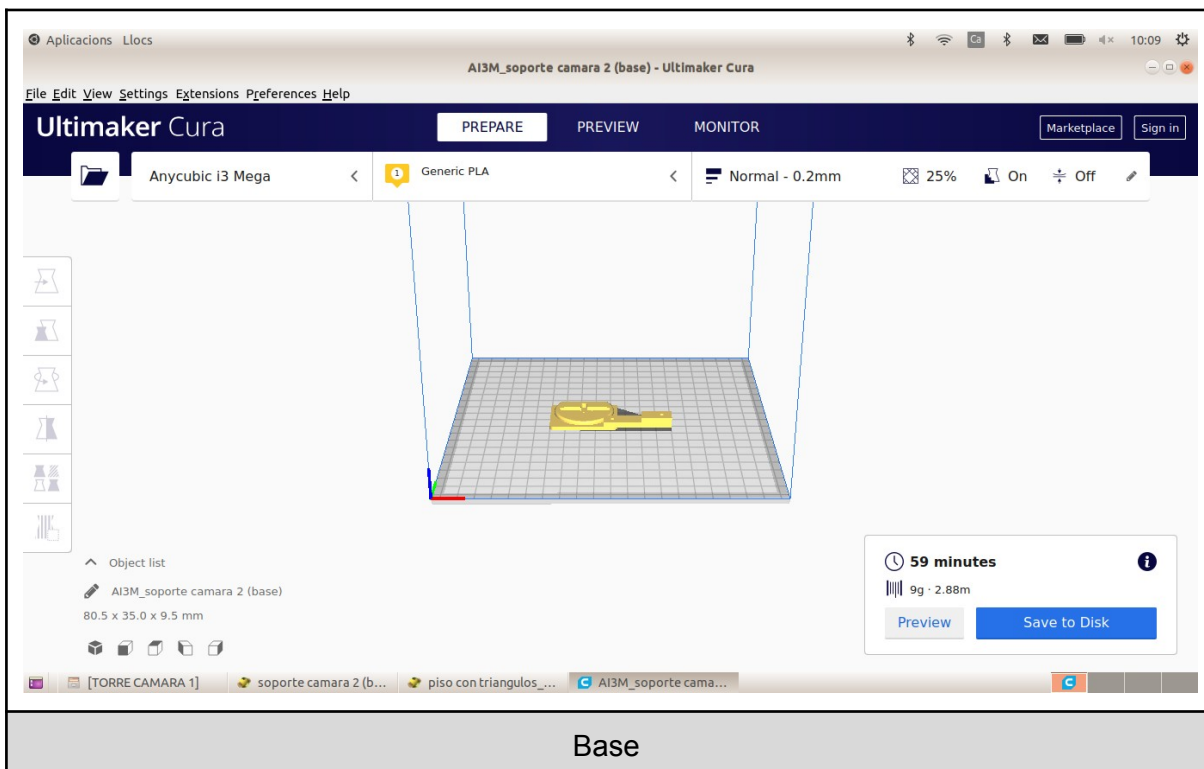 Aplicacions Llocs
Ca 10:09
AI3M_soporte camara 2 (base) - Ultimaker Cura
File Edit View Settings Extensions Preferences Help
Ultimaker Cura PREPARE PREVIEW MONITOR Marketplace Sign in
Anycubic i3 Mega 1 Generic PLA Normal - 0.2mm 25% On Off
Object list
AI3M_soporte camara 2 (base)
80.5 x 35.0 x 9.5 mm
59 minutes
9g · 2.88m
Preview Save to Disk
[TORRE CAMARA 1] soporte camara 2 (b... piso con triangulos_... AI3M_soporte cama...
Base